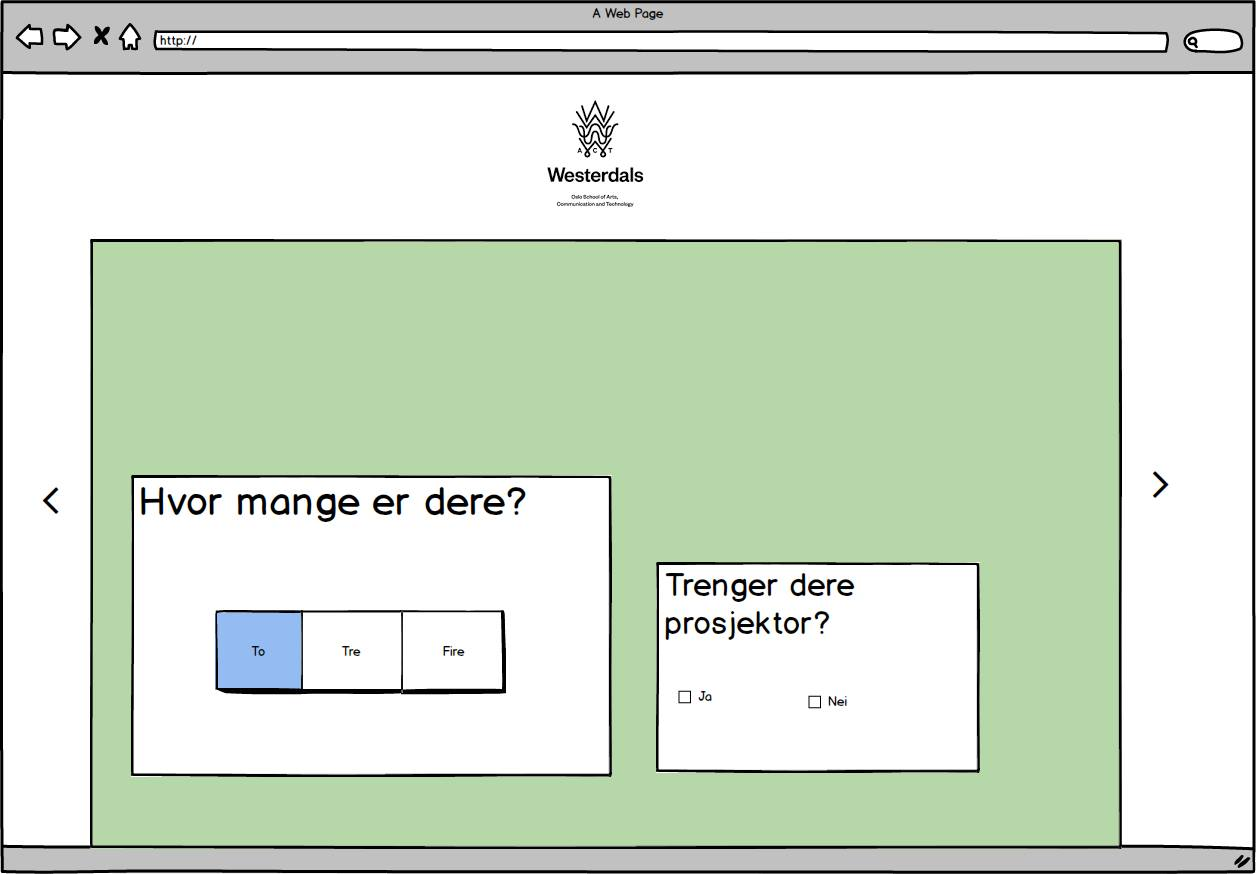 A Web Page
http://
A C T
Westerdals
Oslo School of Arts,
Communication and Technology
Hvor mange er dere?
To Tre Fire
Trenger dere
prosjektor?
Ja Nei